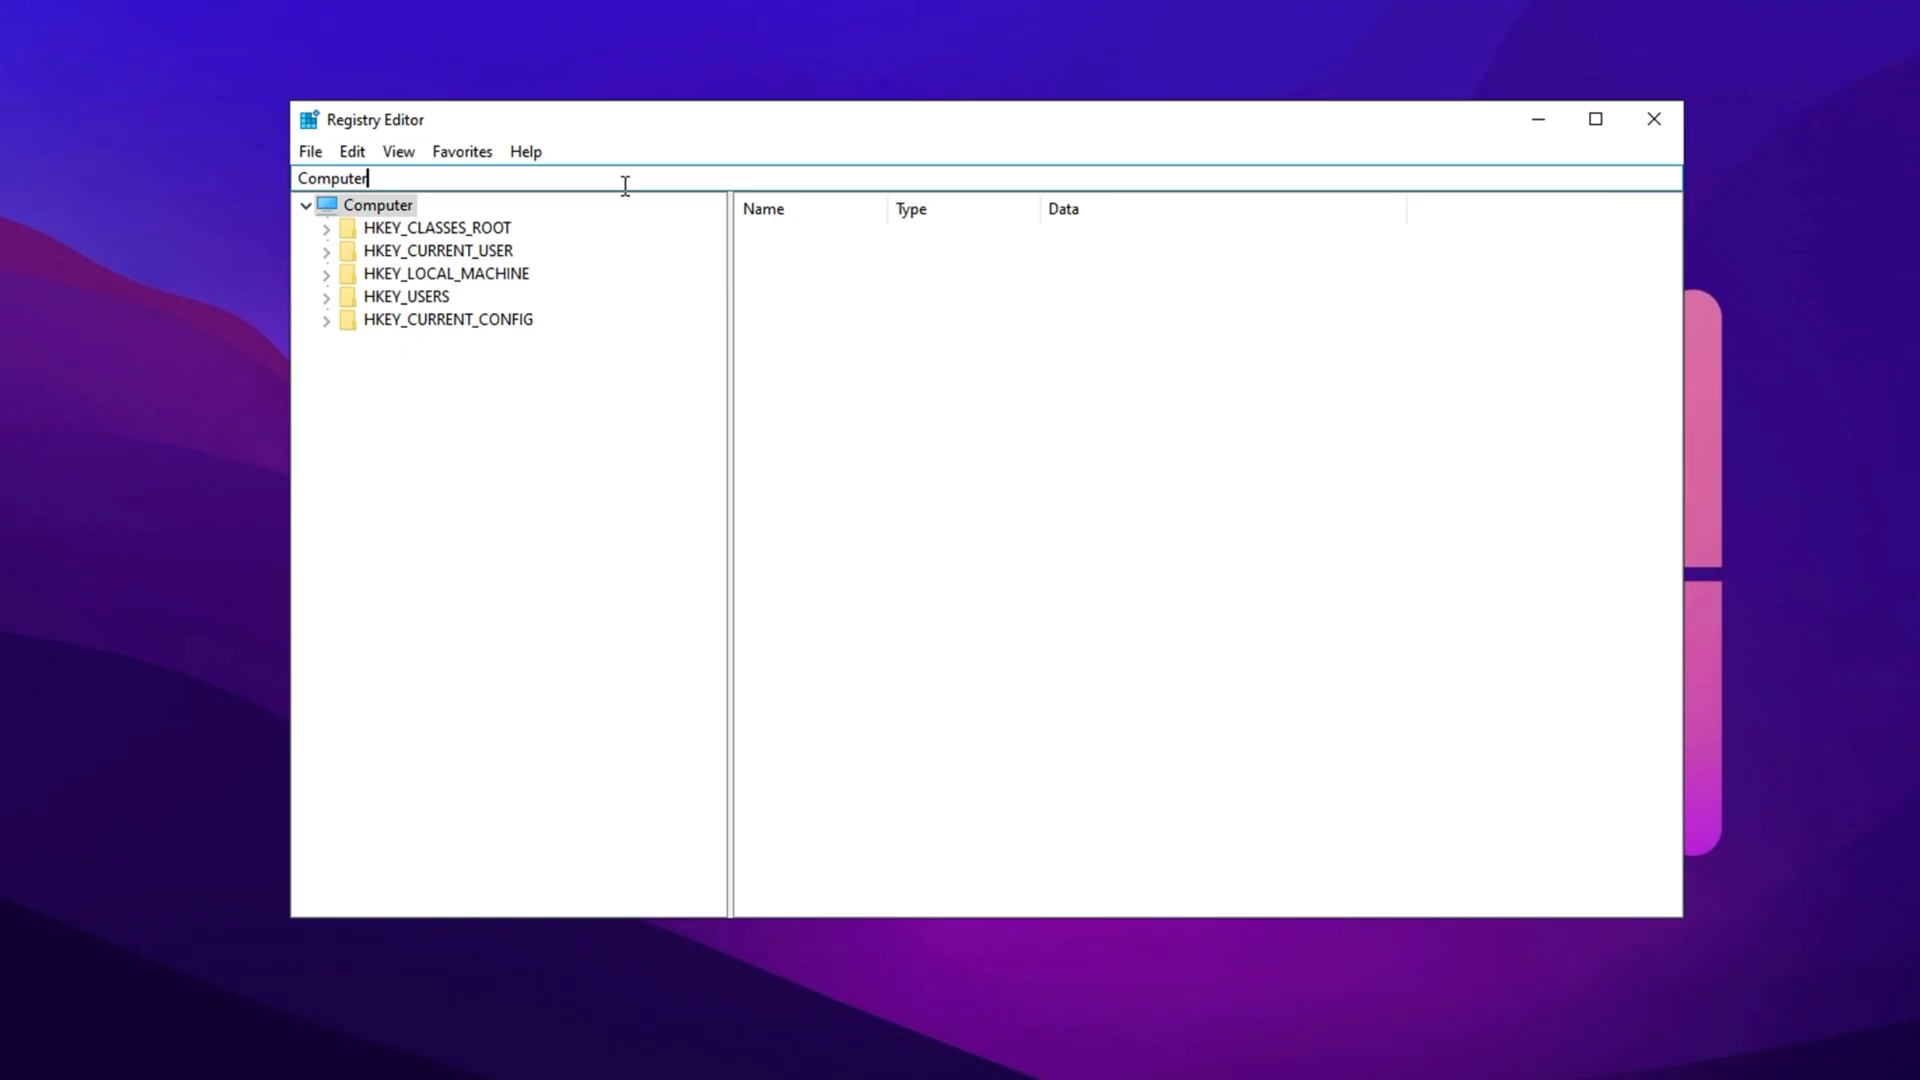 Registry Editor
File Edit View Favorites Help
Computer
Computer
HKEY_CLASSES_ROOT
HKEY_CURRENT_USER
HKEY_LOCAL_MACHINE
HKEY_USERS
HKEY_CURRENT_CONFIG
Name Type Data